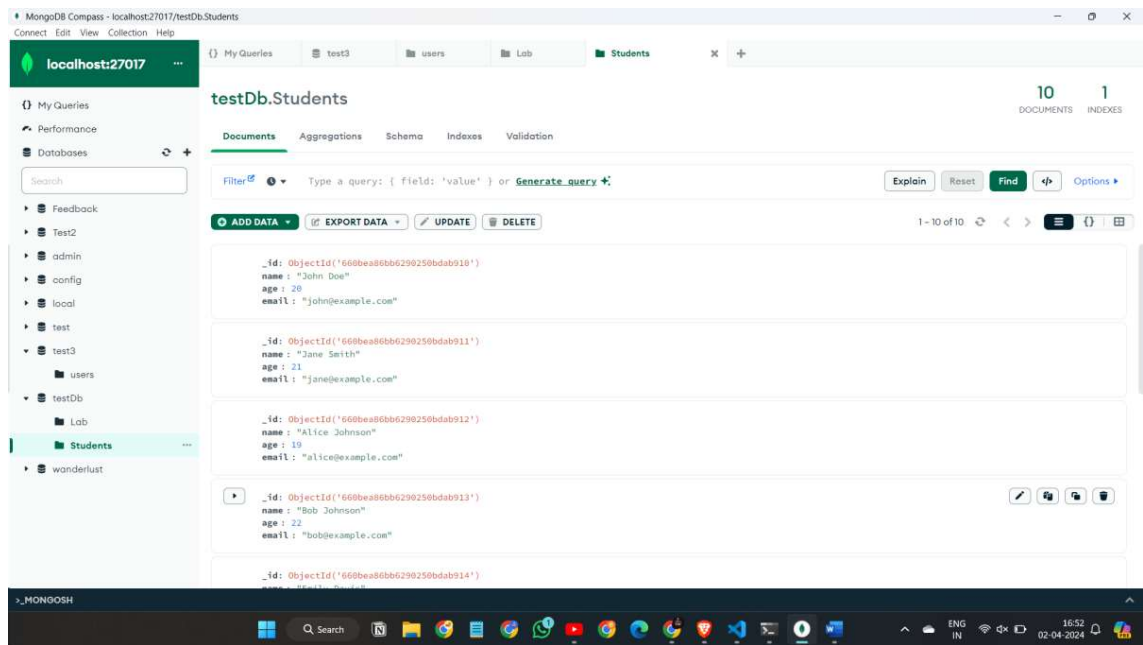 MongoDB Compass - localhost:27017/testDb.Students
Connect Edit View Collection Help
localhost:27017 ...
{} My Queries
test3
users
Lab
Students
My Queries
Performance
Databases
Search
Feedback
Test2
admin
config
local
test
test3
users
testDb
Lab
Students
wanderlust
testDb.Students
10
DOCUMENTS
1
INDEXES
Documents Aggregations Schema Indexes Validation
Filter Type a query: { field: 'value' } or Generate query
Explain Reset Find </> Options
ADD DATA EXPORT DATA UPDATE DELETE
1 - 10 of 10
_id: ObjectId('660bea86bb6290250bdab910')
name : "John Doe"
age : 20
email : "john@example.com"
_id: ObjectId('660bea86bb6290250bdab911')
name : "Jane Smith"
age : 21
email : "jane@example.com"
_id: ObjectId('660bea86bb6290250bdab912')
name : "Alice Johnson"
age : 19
email : "alice@example.com"
_id: ObjectId('660bea86bb6290250bdab913')
name : "Bob Johnson"
age : 22
email : "bob@example.com"
_id: ObjectId('660bea86bb6290250bdab914')
>_MONGOSH
Search
ENG
IN
16:52
02-04-2024